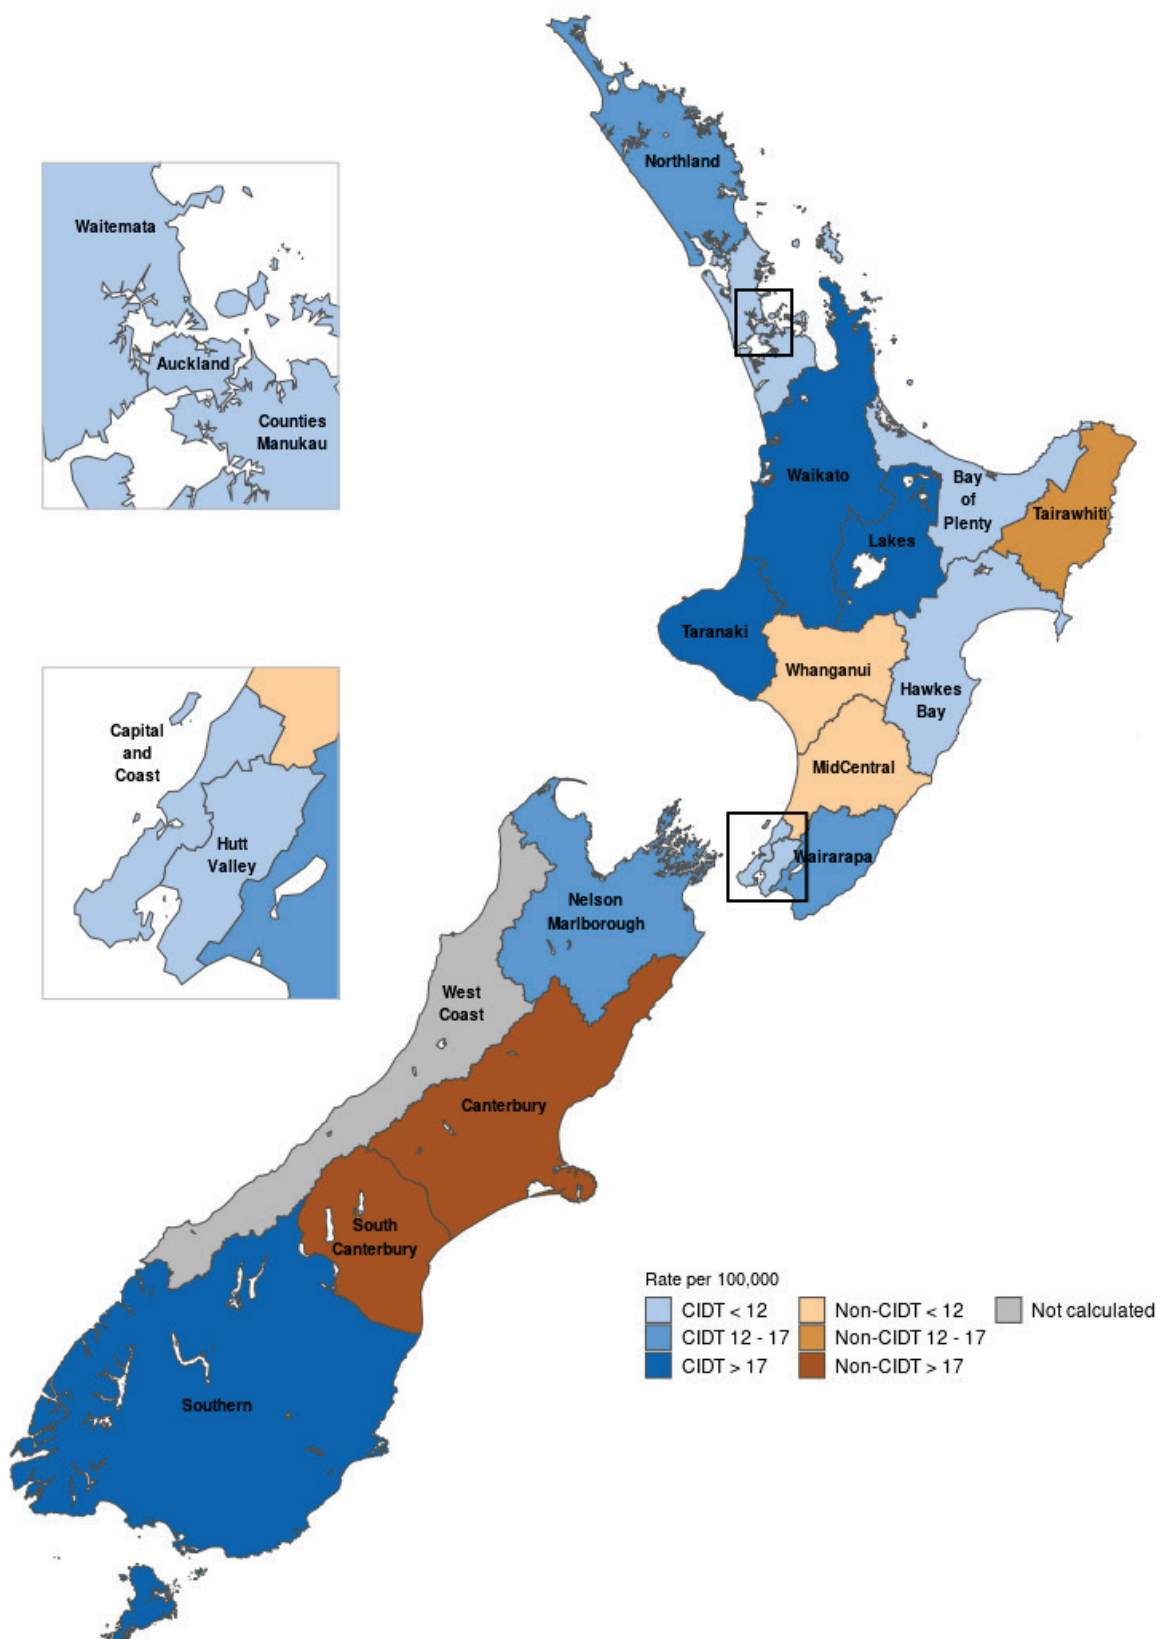 Northland
Waitemata
Auckland
Counties
Manukau
Waikato
Bay
of
Plenty
Tairawhiti
Lakes
Taranaki
Whanganui
Hawkes
Bay
MidCentral
Capital
and
Coast
Hutt
Valley
Wairarapa
Nelson
Marlborough
West
Coast
Canterbury
South
Canterbury
Southern
Rate per 100,000
CIDT < 12
Non-CIDT < 12
Not calculated
CIDT 12 - 17
Non-CIDT 12 - 17
CIDT > 17
Non-CIDT > 17